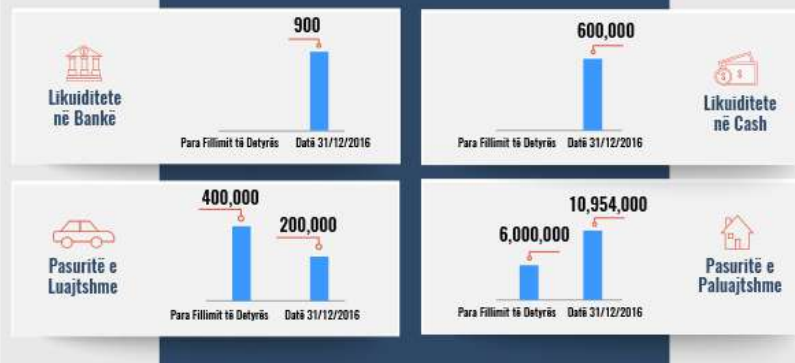 900
Likuiditete
në Bankë
Para Fillimit të Detyrës Datë 31/12/2016
600,000
Likuiditete
në Cash
Para Fillimit të Detyrës Datë 31/12/2016
400,000
200,000
Pasuritë e
Luajtshme
Para Fillimit të Detyrës Datë 31/12/2016
10,954,000
6,000,000
Pasuritë e
Paluajtshme
Para Fillimit të Detyrës Datë 31/12/2016